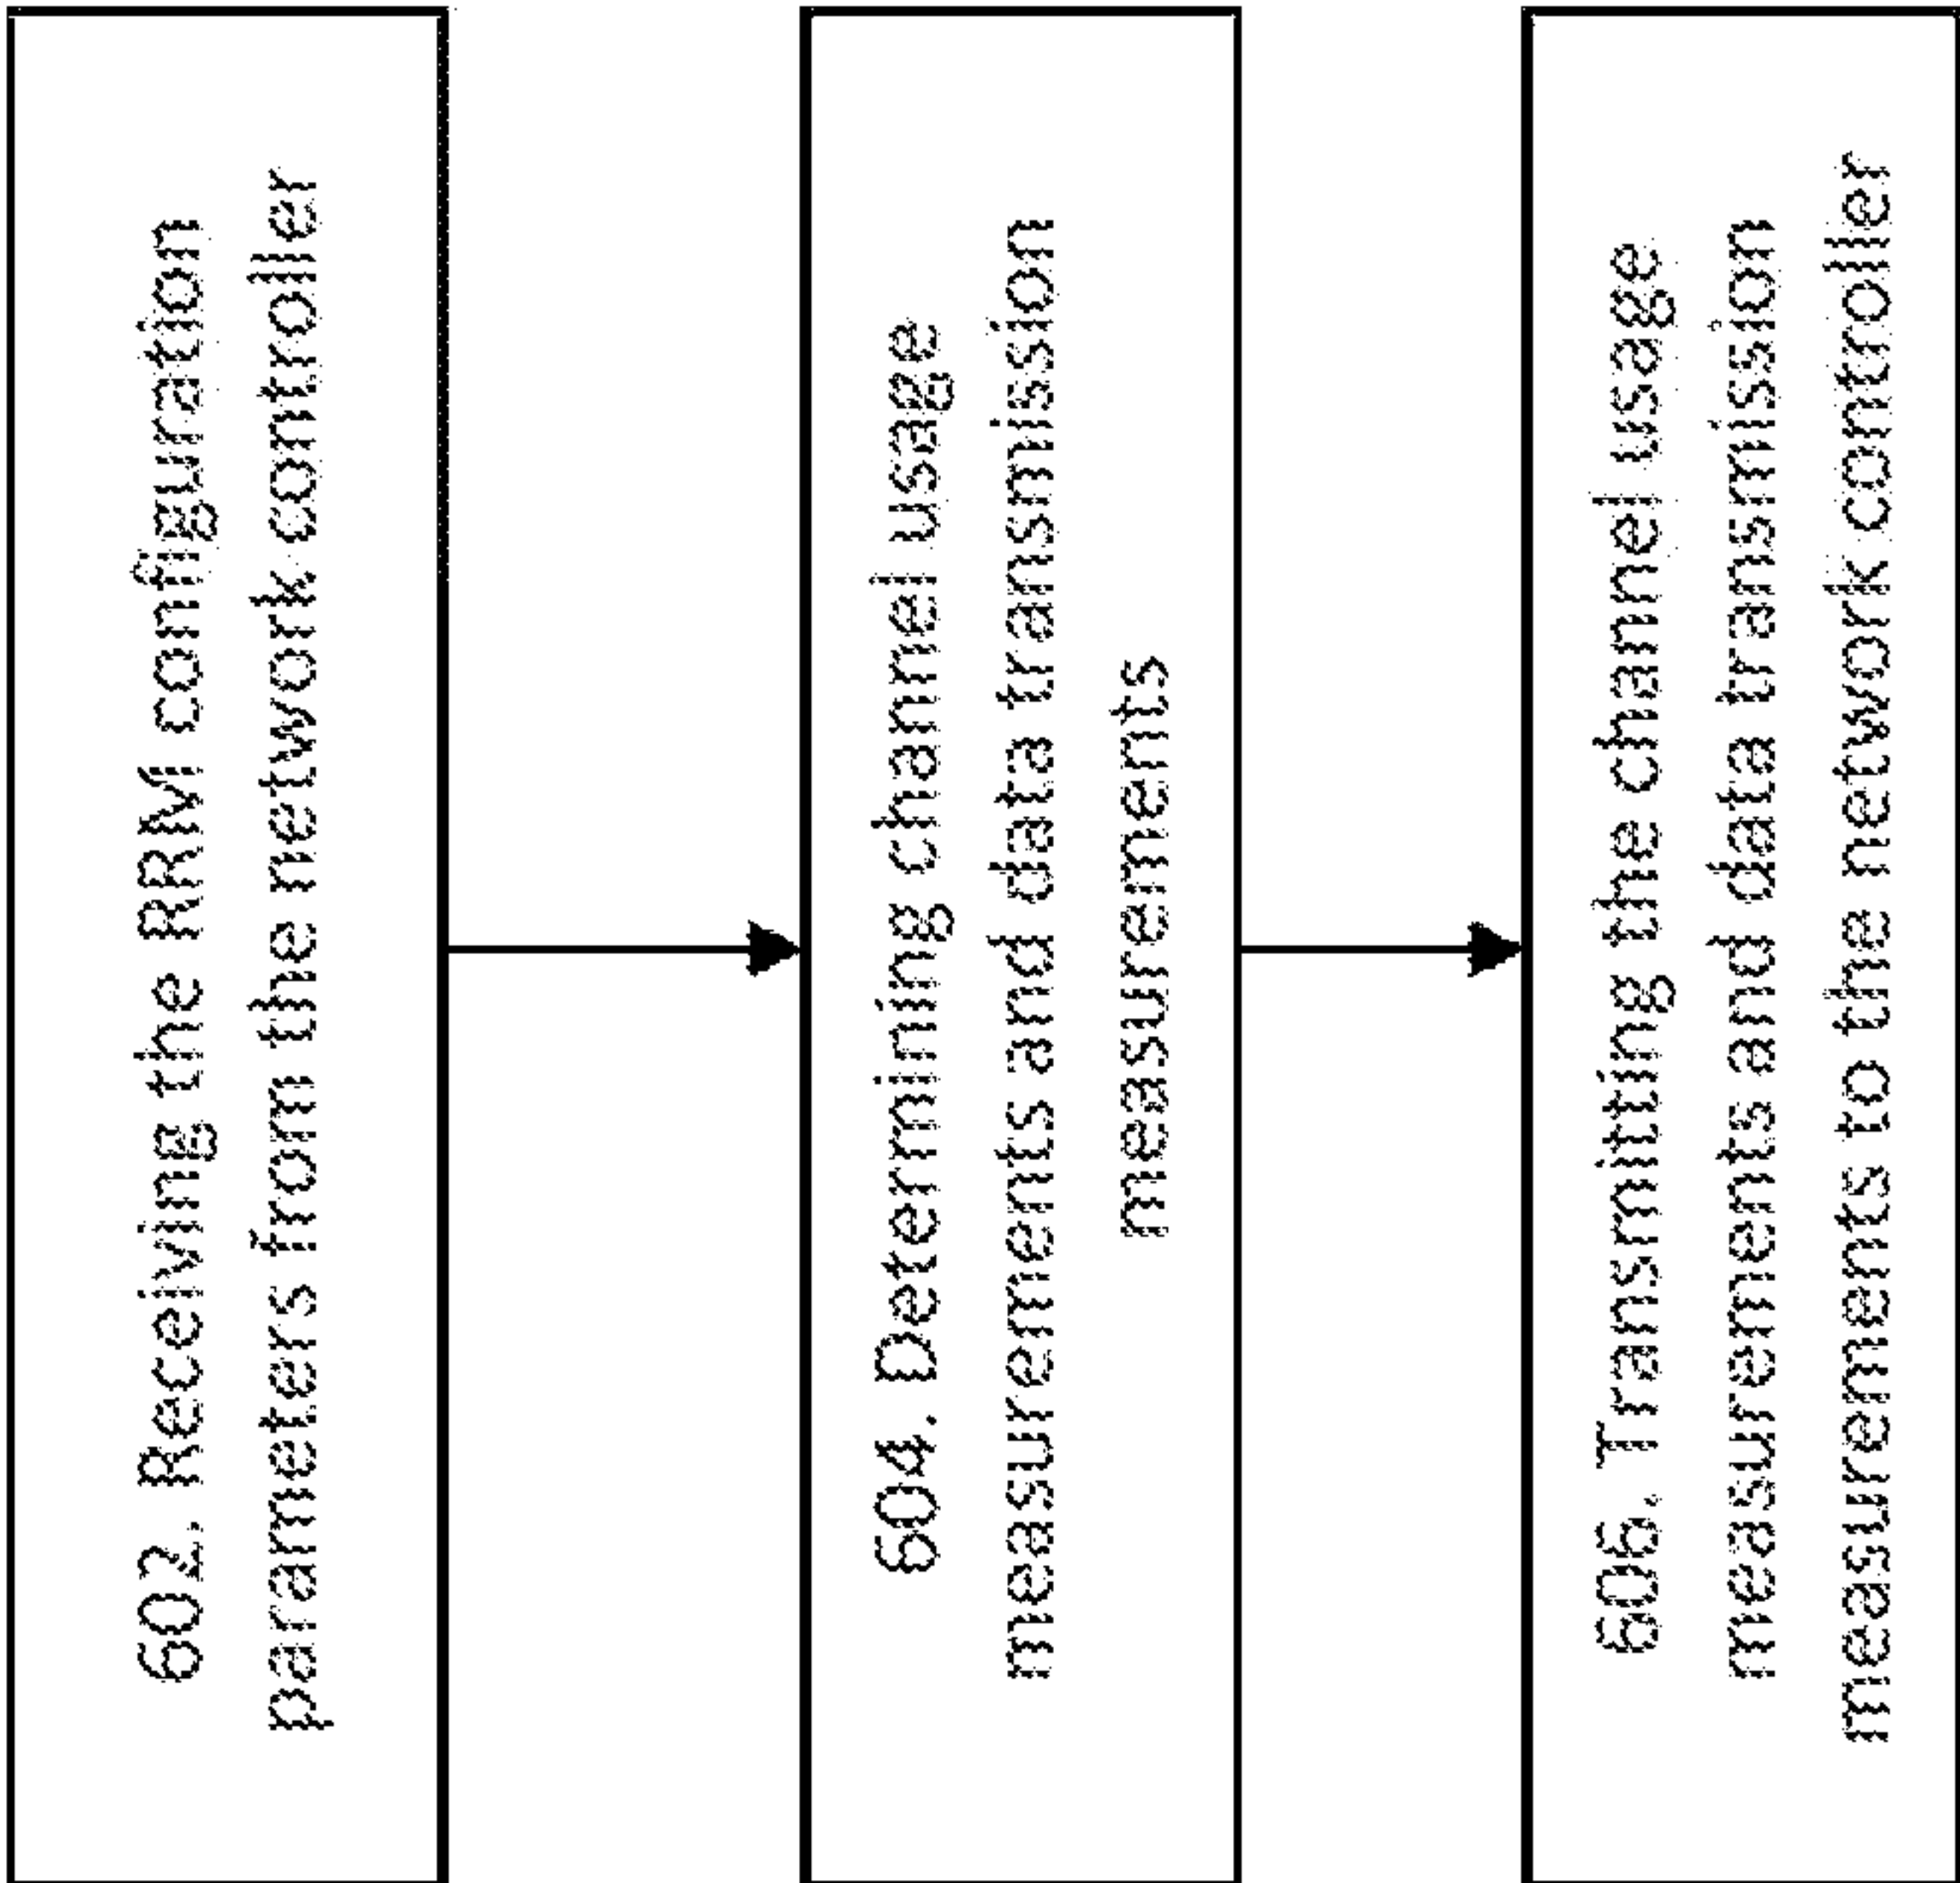 602. Receiving the RRM configuration
parameters from the network controller
604. Determining channel usage
measurements and data transmission
measurements
606. Transmitting the channel usage
measurements and data transmission
measurements to the network controller